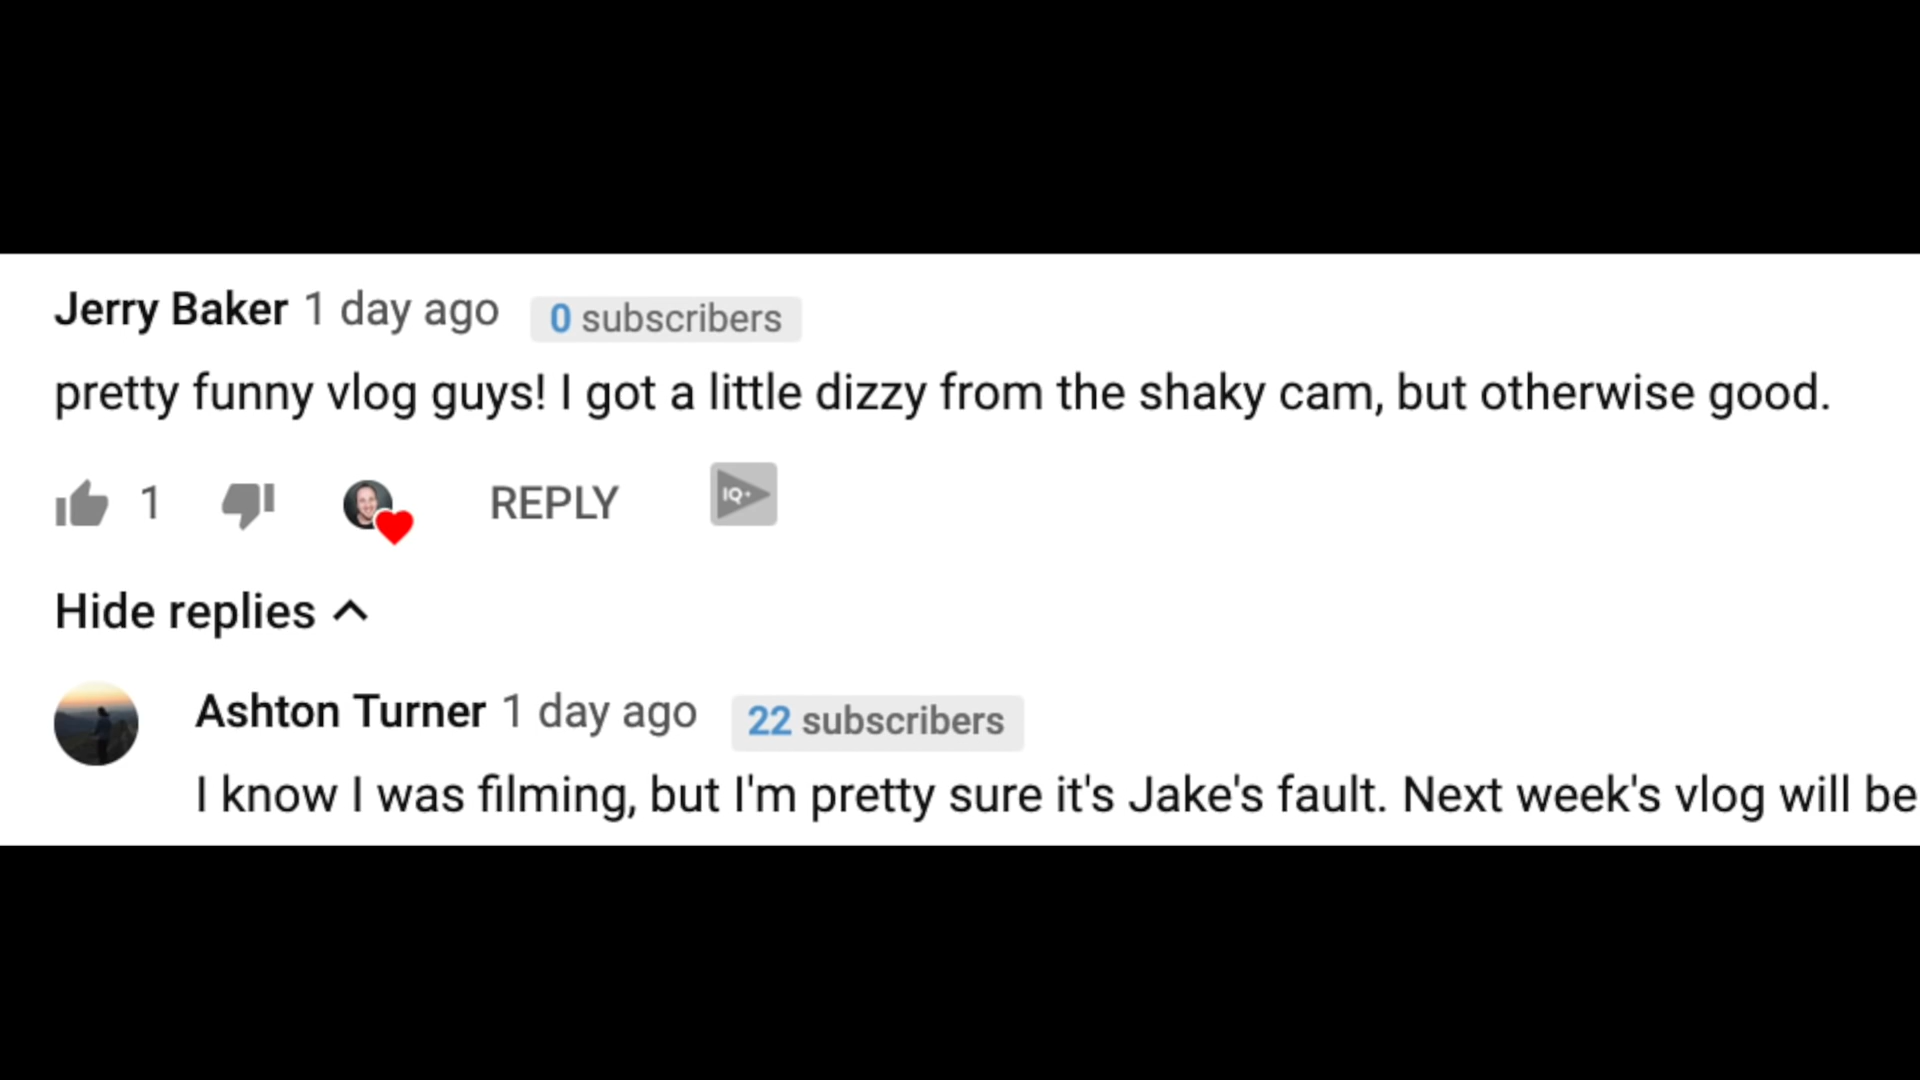 Jerry Baker 1 day ago 0 subscribers
pretty funny vlog guys! I got a little dizzy from the shaky cam, but otherwise good.
1 REPLY IQ+
Hide replies
Ashton Turner 1 day ago 22 subscribers
I know I was filming, but I'm pretty sure it's Jake's fault. Next week's vlog will be